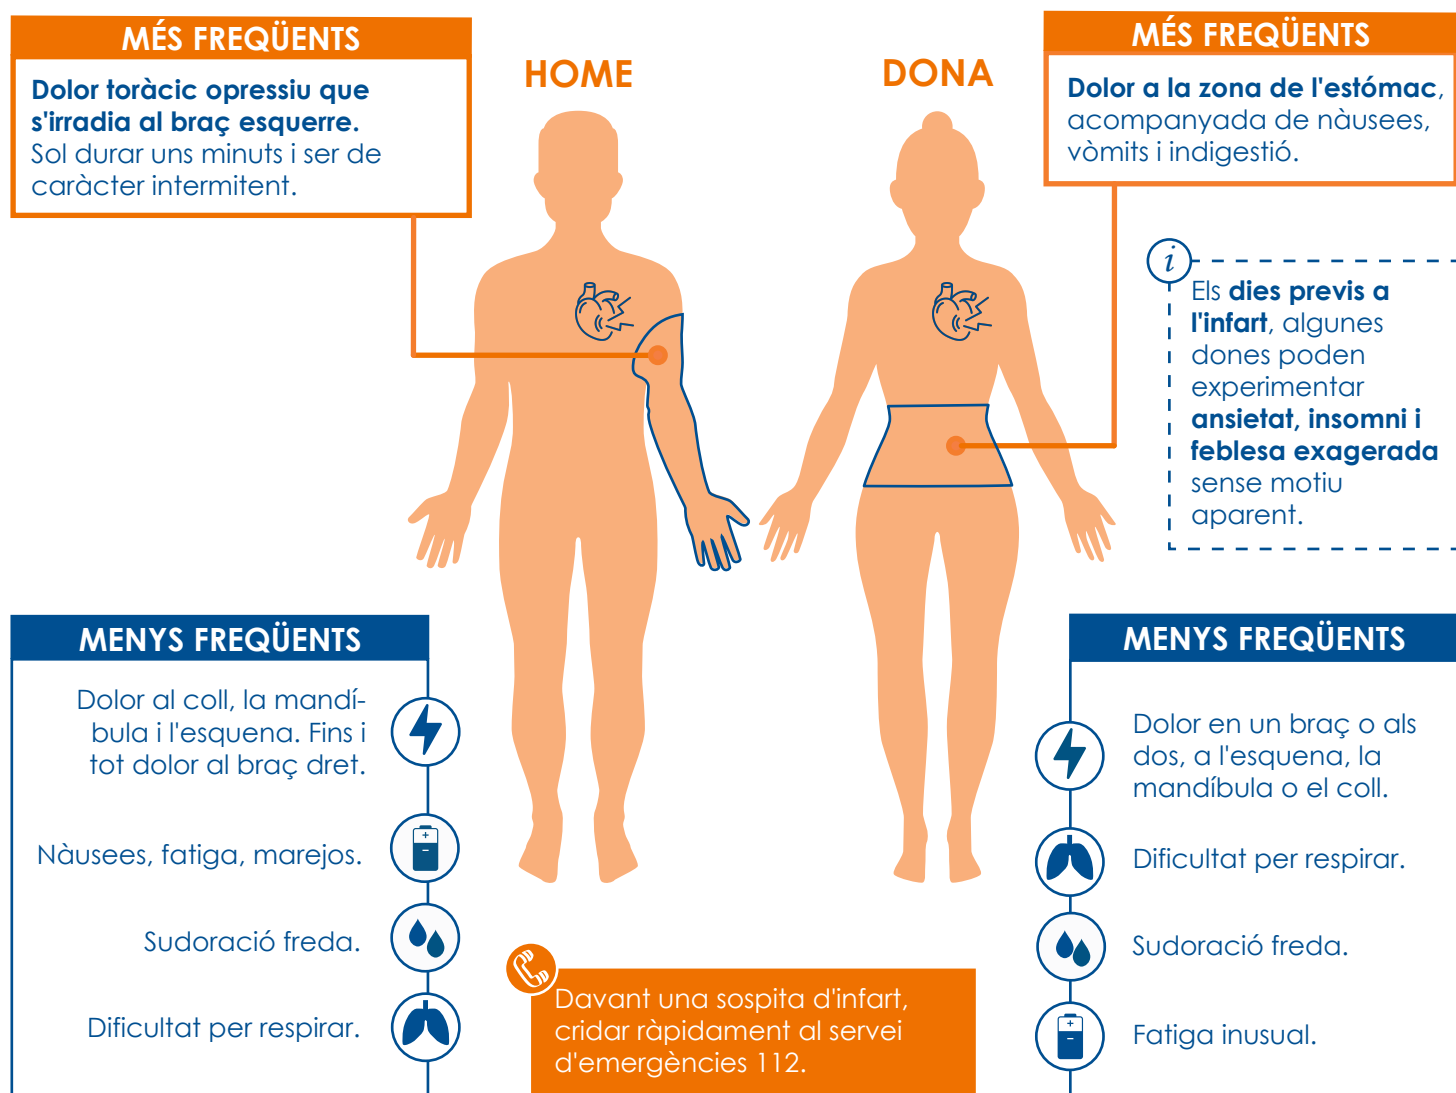 MÉS FREQÜENTS
Dolor toràcic opressiu que
s'irradia al braç esquerre.
Sol durar uns minuts i ser de
caràcter intermitent.
HOME
DONA
MÉS FREQÜENTS
Dolor a la zona de l'estómac,
acompanyada de nàusees,
vòmits i indigestió.
i
Els dies previs a
l'infart, algunes
dones poden
experimentar
ansietat, insomni i
feblesa exagerada
sense motiu
aparent.
MENYS FREQÜENTS
Dolor al coll, la mandí-
bula i l'esquena. Fins i
tot dolor al braç dret.
Nàusees, fatiga, marejos.
Sudoració freda.
Dificultat per respirar.
Davant una sospita d'infart,
cridar ràpidament al servei
d'emergències 112.
MENYS FREQÜENTS
Dolor en un braç o als
dos, a l'esquena, la
mandíbula o el coll.
Dificultat per respirar.
Sudoració freda.
Fatiga inusual.